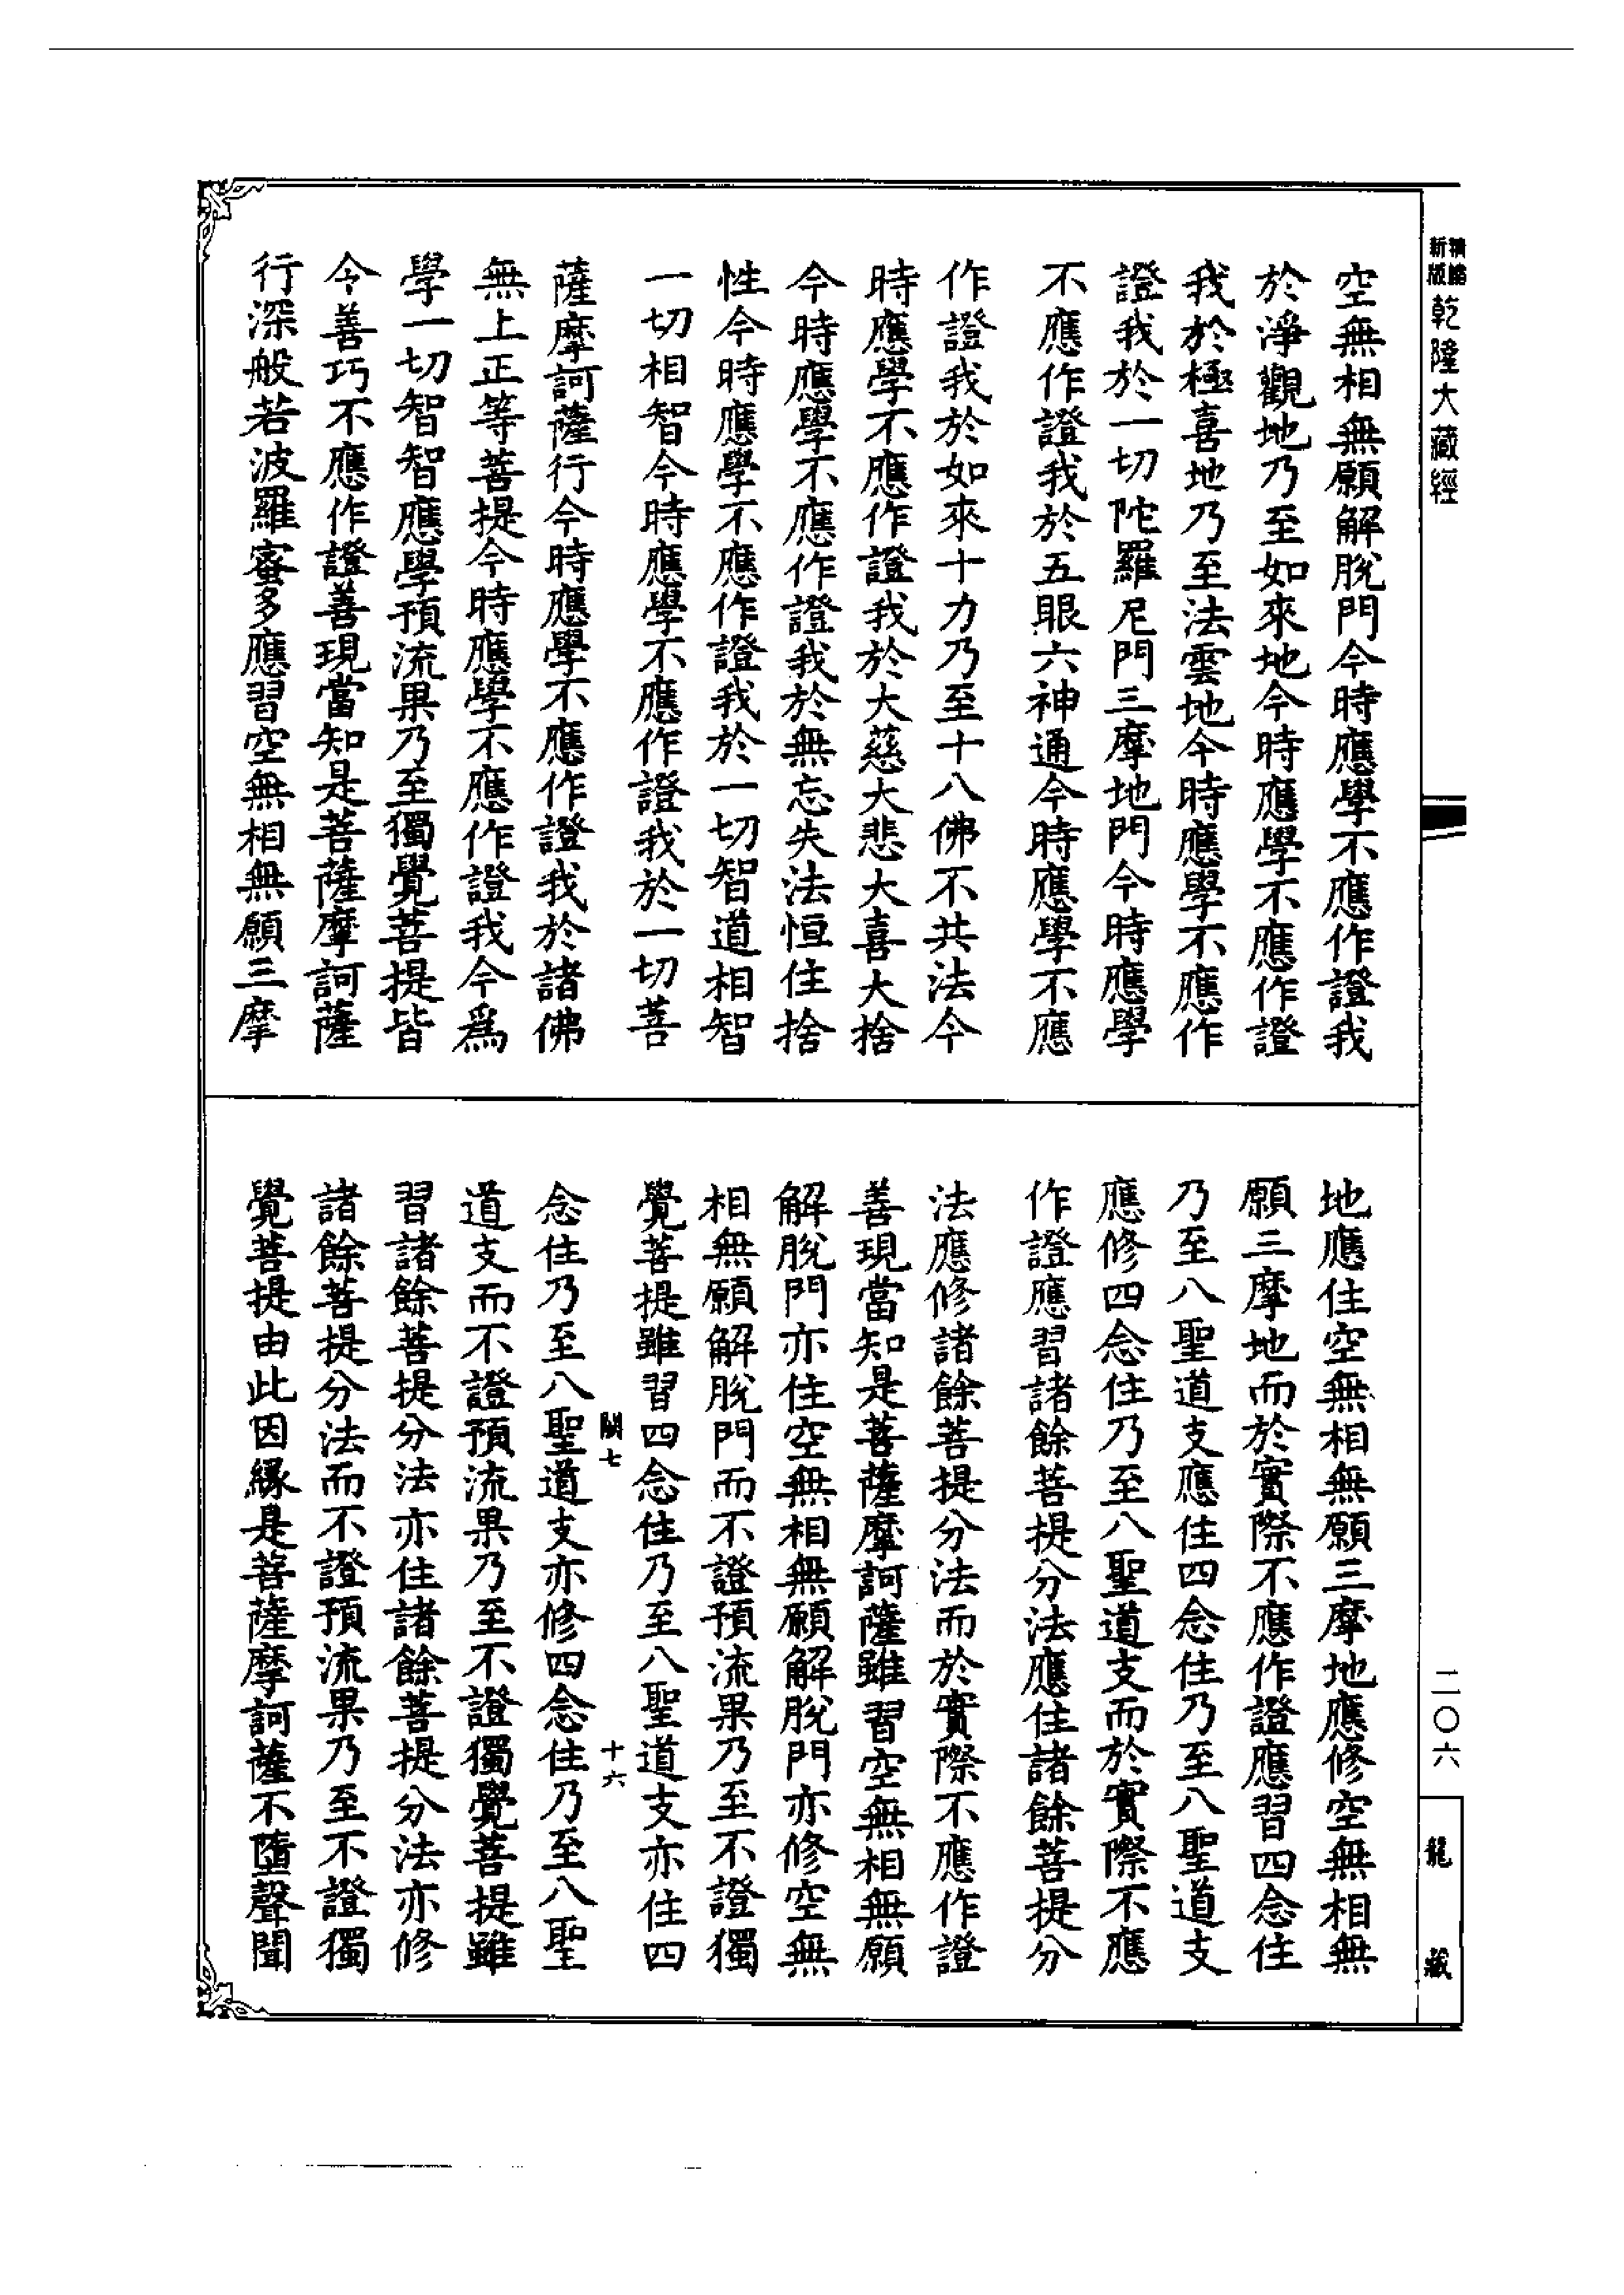 精縮新版乾隆大藏經
空無相無願解脫門今時應學不應作證我
於淨觀地乃至如來地今時應學不應作證
我於極喜地乃至法雲地今時應學不應作
證我於一切陀羅尼門三摩地門今時應學
不應作證我於五眼六神通今時應學不應
作證我於如來十力乃至十八佛不共法今
時應學不應作證我於大慈大悲大喜大捨
今時應學不應作證我於無忘失法恒住捨
性今時應學不應作證我於一切智道相智
一切相智今時應學不應作證我於一切菩
薩摩訶薩行今時應學不應作證我於諸佛
無上正等菩提今時應學不應作證我今為
學一切智智應學預流果乃至獨覺菩提皆
令善巧不應作證善現當知是菩薩摩訶薩
行深般若波羅蜜多應習空無相無願三摩
地應住空無相無願三摩地應修空無相無
願三摩地而於實際不應作證應習四念住
乃至八聖道支應住四念住乃至八聖道支
應修四念住乃至八聖道支而於實際不應
作證應習諸餘菩提分法應住諸餘菩提分
法應修諸餘菩提分法而於實際不應作證
善現當知是菩薩摩訶薩雖習空無相無願
解脫門亦住空無相無願解脫門亦修空無
相無願解脫門而不證預流果乃至不證獨
覺菩提雖習四念住乃至八聖道支亦住四
闕七 十六
念住乃至八聖道支亦修四念住乃至八聖
道支而不證預流果乃至不證獨覺菩提雖
習諸餘菩提分法亦住諸餘菩提分法亦修
諸餘菩提分法而不證預流果乃至不證獨
覺菩提由此因緣是菩薩摩訶薩不墮聲聞
二〇六
龍藏